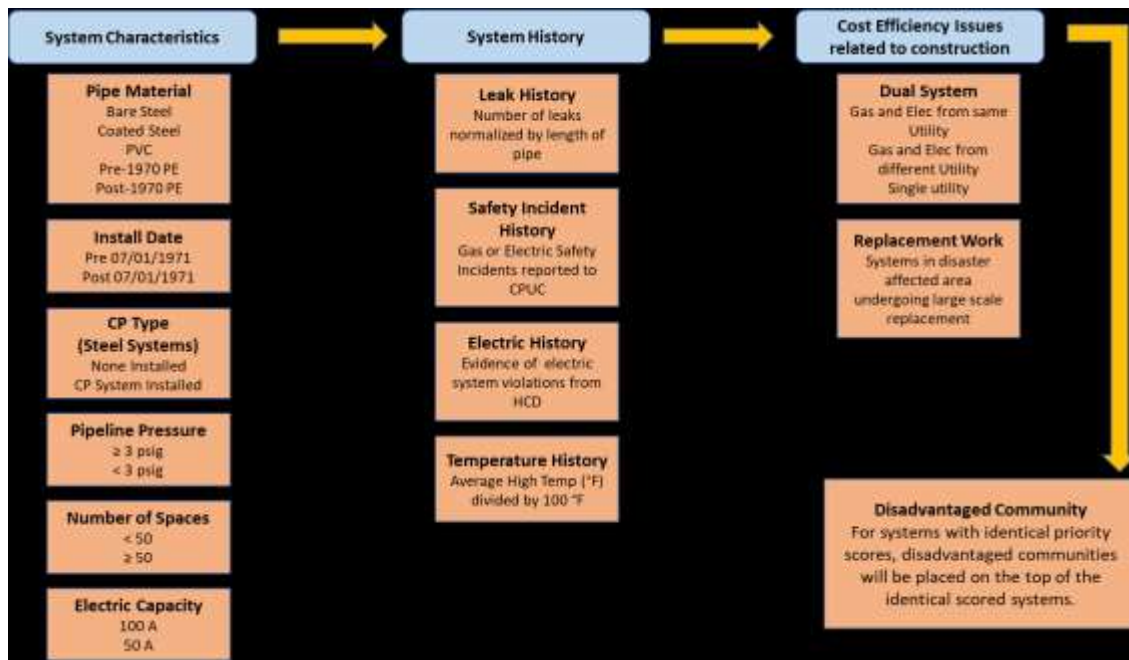 System Characteristics
Pipe Material
Bare Steel
Coated Steel
PVC
Pre-1970 PE
Post-1970 PE
Install Date
Pre 07/01/1971
Post 07/01/1971
CP Type
(Steel Systems)
None Installed
CP System Installed
Pipeline Pressure
≥ 3 psig
< 3 psig
Number of Spaces
< 50
≥ 50
Electric Capacity
100 A
50 A
System History
Leak History
Number of leaks
normalized by length of
pipe
Safety Incident
History
Gas or Electric Safety
Incidents reported to
CPUC
Electric History
Evidence of electric
system violations from
HCD
Temperature History
Average High Temp (°F)
divided by 100 °F
Cost Efficiency Issues
related to construction
Dual System
Gas and Elec from same
Utility
Gas and Elec from
different Utility
Single utility
Replacement Work
Systems in disaster
affected area
undergoing large scale
replacement
Disadvantaged Community
For systems with identical priority
scores, disadvantaged communities
will be placed on the top of the
identical scored systems.